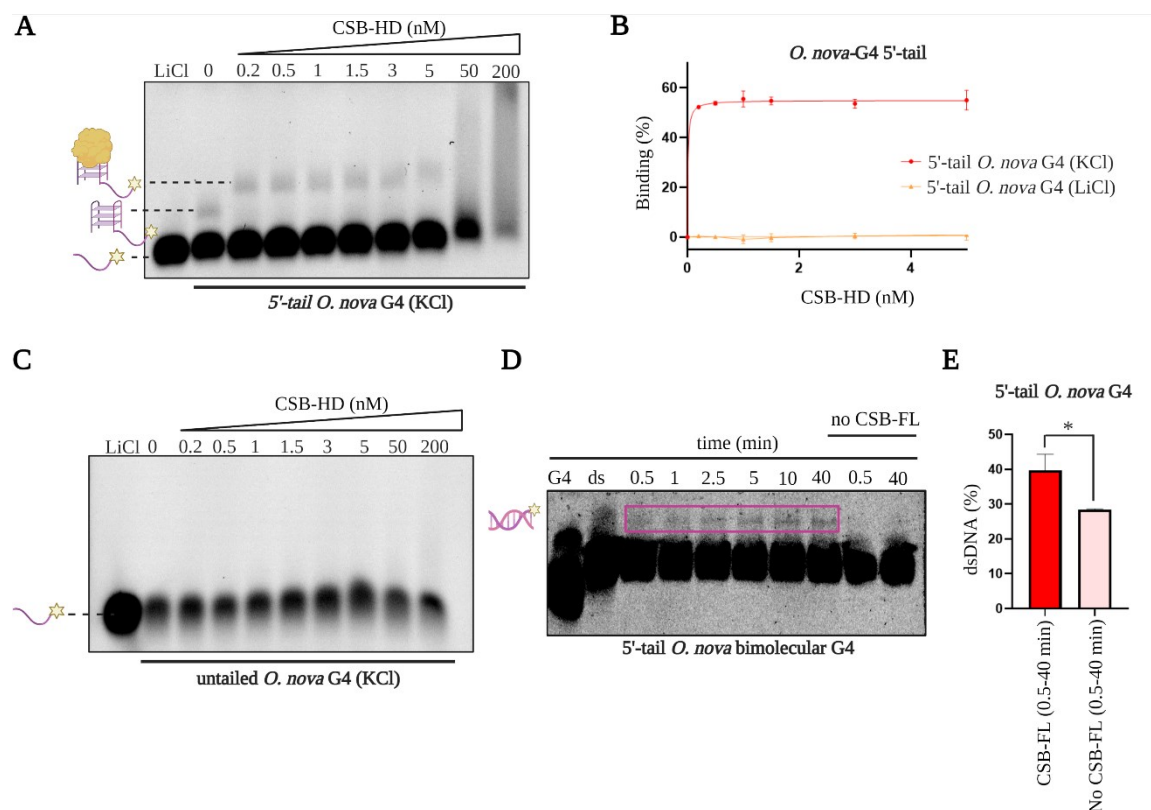 A
CSB-HD (nM)
LiCl 0 0.2 0.5 1 1.5 3 5 50 200
5'-tail O. nova G4 (KCl)
B
O. nova-G4 5'-tail
Binding (%)
60
40
20
0
0 2 4
CSB-HD (nM)
5'-tail O. nova G4 (KCl)
5'-tail O. nova G4 (LiCl)
C
CSB-HD (nM)
LiCl 0 0.2 0.5 1 1.5 3 5 50 200
untailed O. nova G4 (KCl)
D
no CSB-FL
time (min)
G4 ds 0.5 1 2.5 5 10 40 0.5 40
5'-tail O. nova bimolecular G4
E
5'-tail O. nova G4
*
dsDNA (%)
50
40
30
20
10
0
CSB-FL (0.5-40 min)
No CSB-FL (0.5-40 min)